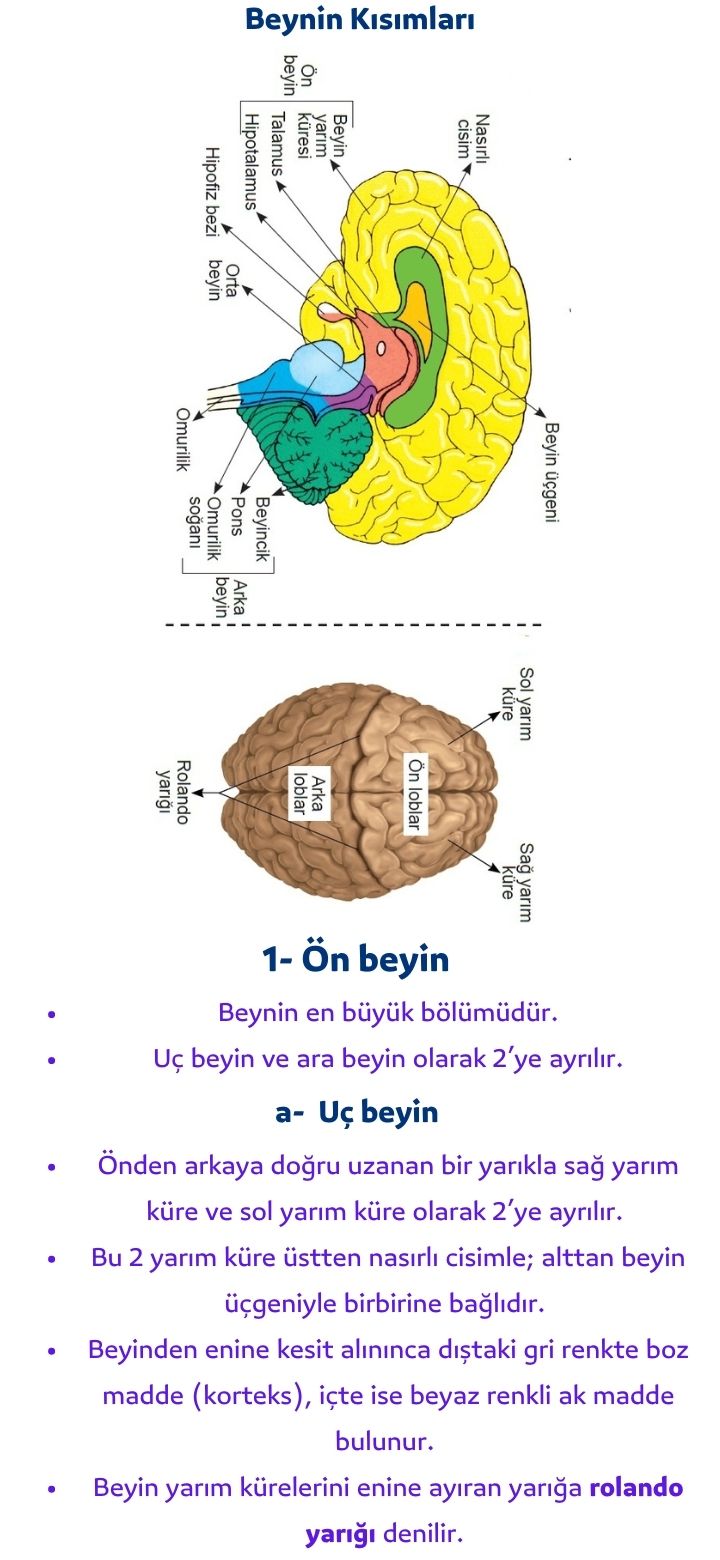 Beynin Kısımları
Ön
beyin
Beyin
yarım
küresi
Talamus
Hipotalamus
Hipofiz bezi
Orta
beyin
Nasırlı
cisim
Beyin üçgeni
Omurilik
Beyincik
Pons
Omurilik
soğanı
Arka
beyin
Sol yarım
küre
Sağ yarım
küre
Ön loblar
Arka
loblar
Rolando
yarığı
1- Ön beyin
• Beynin en büyük bölümüdür.
• Uç beyin ve ara beyin olarak 2’ye ayrılır.
a- Uç beyin
• Önden arkaya doğru uzanan bir yarıkla sağ yarım
küre ve sol yarım küre olarak 2’ye ayrılır.
• Bu 2 yarım küre üstten nasırlı cisimle; alttan beyin
üçgeniyle birbirine bağlıdır.
• Beyinden enine kesit alınınca dıştaki gri renkte boz
madde (korteks), içte ise beyaz renkli ak madde
bulunur.
• Beyin yarım kürelerini enine ayıran yarığa rolando
yarığı denilir.